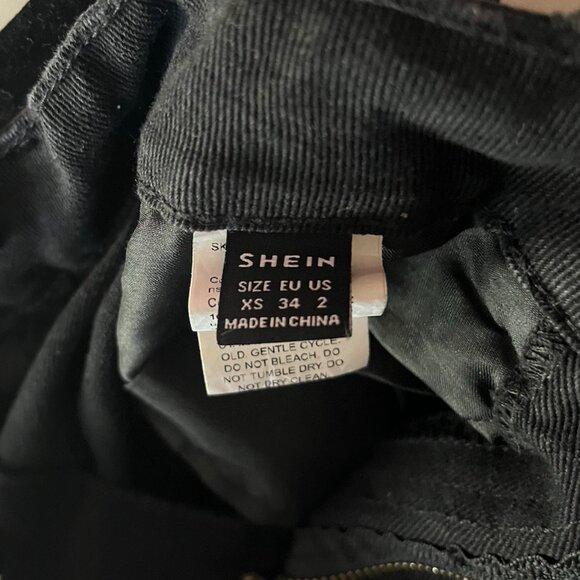 SHEIN
SIZE EU US
XS 34 2
MADE IN CHINA
OLD GENTLE CYCLE.
DO NOT BLEACH. DO
NOT TUMBLE DRY DO
NOT DRY CLEAN.